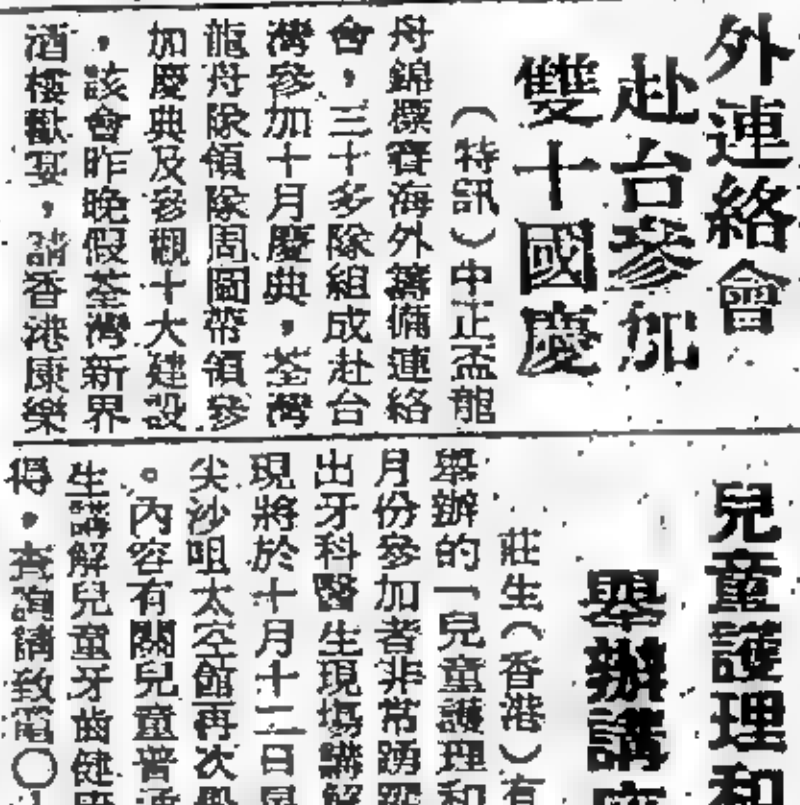 外連絡會
赴台參加
雙十國慶
（特訊）中正盃龍
舟錦標賽海外籌備連絡
會，三十多隊組成赴台
灣參加十月慶典，荃灣
龍舟隊領隊周圖帶領參
加慶典及參觀十大建設
，該會昨晚假荃灣新界
酒樓歡宴，請香港康樂
兒童護理和
舉辦講座
莊生（香港）有
舉辦的「兒童護理和
月份參加者非常踴躍
出牙科醫生現場講解
現將於十月十二日星
尖沙咀太空館再次舉
。內容有關兒童普通
生講解兒童牙齒健康
得。查詢請致電〇